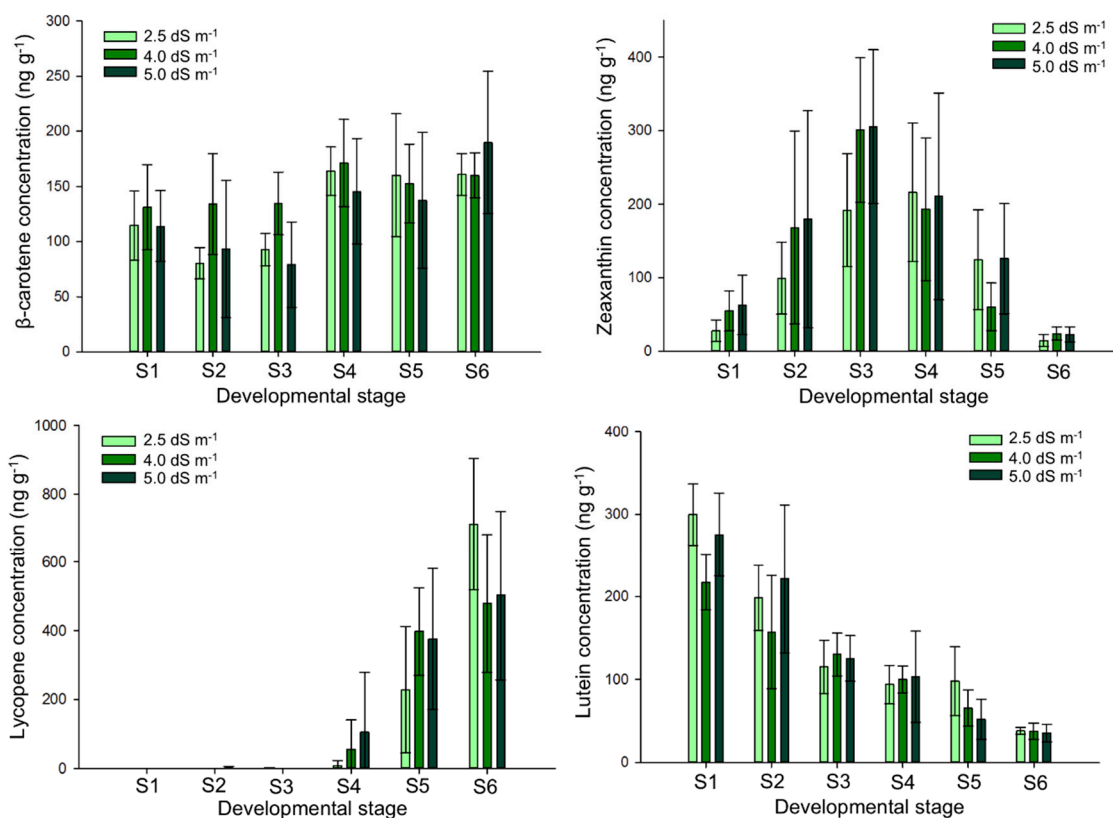 β-carotene concentration (ng g⁻¹)
300
250
200
150
100
50
0
2.5 dS m⁻¹
4.0 dS m⁻¹
5.0 dS m⁻¹
S1 S2 S3 S4 S5 S6
Developmental stage
Zeaxanthin concentration (ng g⁻¹)
400
300
200
100
0
2.5 dS m⁻¹
4.0 dS m⁻¹
5.0 dS m⁻¹
S1 S2 S3 S4 S5 S6
Developmental stage
Lycopene concentration (ng g⁻¹)
1000
800
600
400
200
0
2.5 dS m⁻¹
4.0 dS m⁻¹
5.0 dS m⁻¹
S1 S2 S3 S4 S5 S6
Developmental stage
Lutein concentration (ng g⁻¹)
400
300
200
100
0
2.5 dS m⁻¹
4.0 dS m⁻¹
5.0 dS m⁻¹
S1 S2 S3 S4 S5 S6
Developmental stage